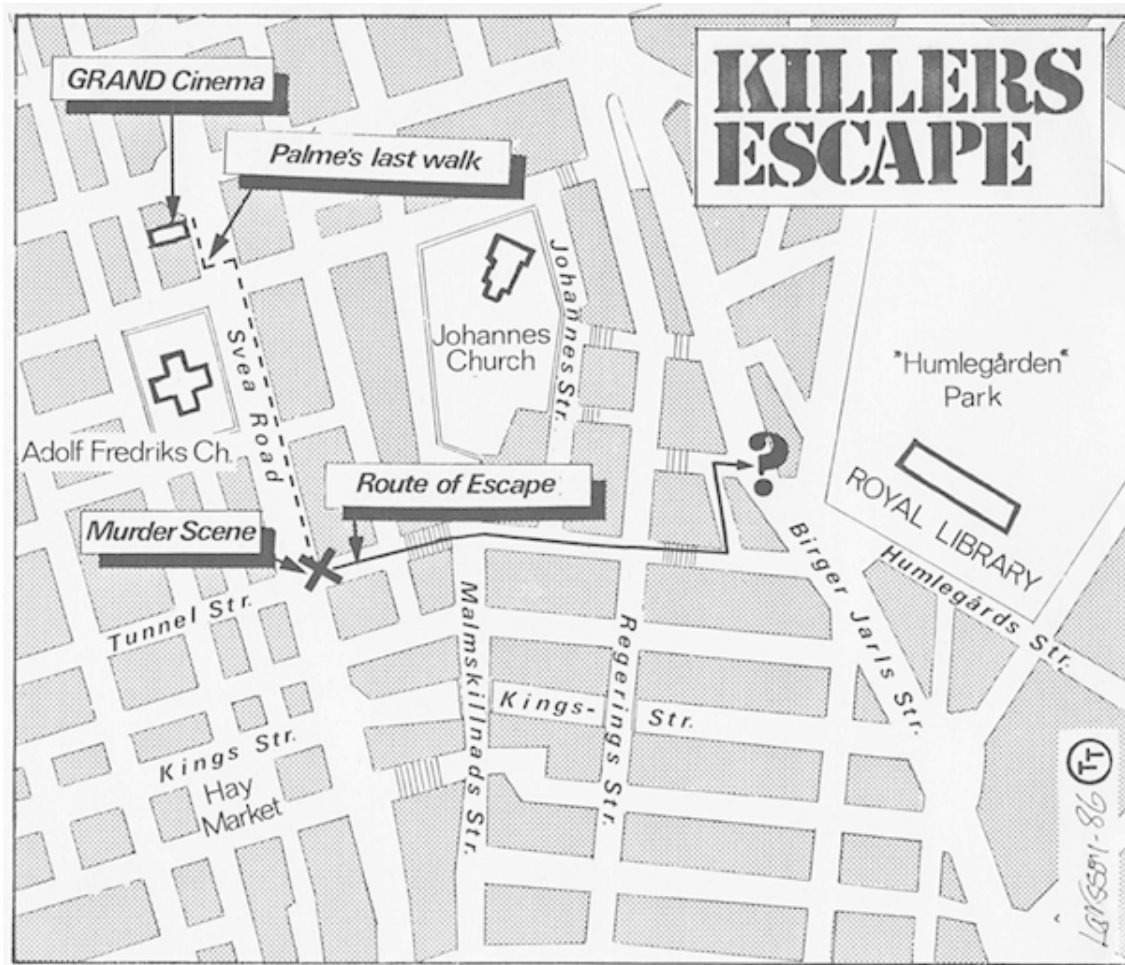 KILLERS
ESCAPE
GRAND Cinema
Palme's last walk
Johannes Str.
Johannes
Church
"Humlegården"
Park
Svea Road
Adolf Fredriks Ch.
Route of Escape
Murder Scene
?
ROYAL LIBRARY
Birger Jarls Str.
Humlegårds Str.
Tunnel Str.
Malmskillnads Str.
Regerings Str.
Kings- Str.
Kings Str.
Hay
Market
TT
Larsson-86